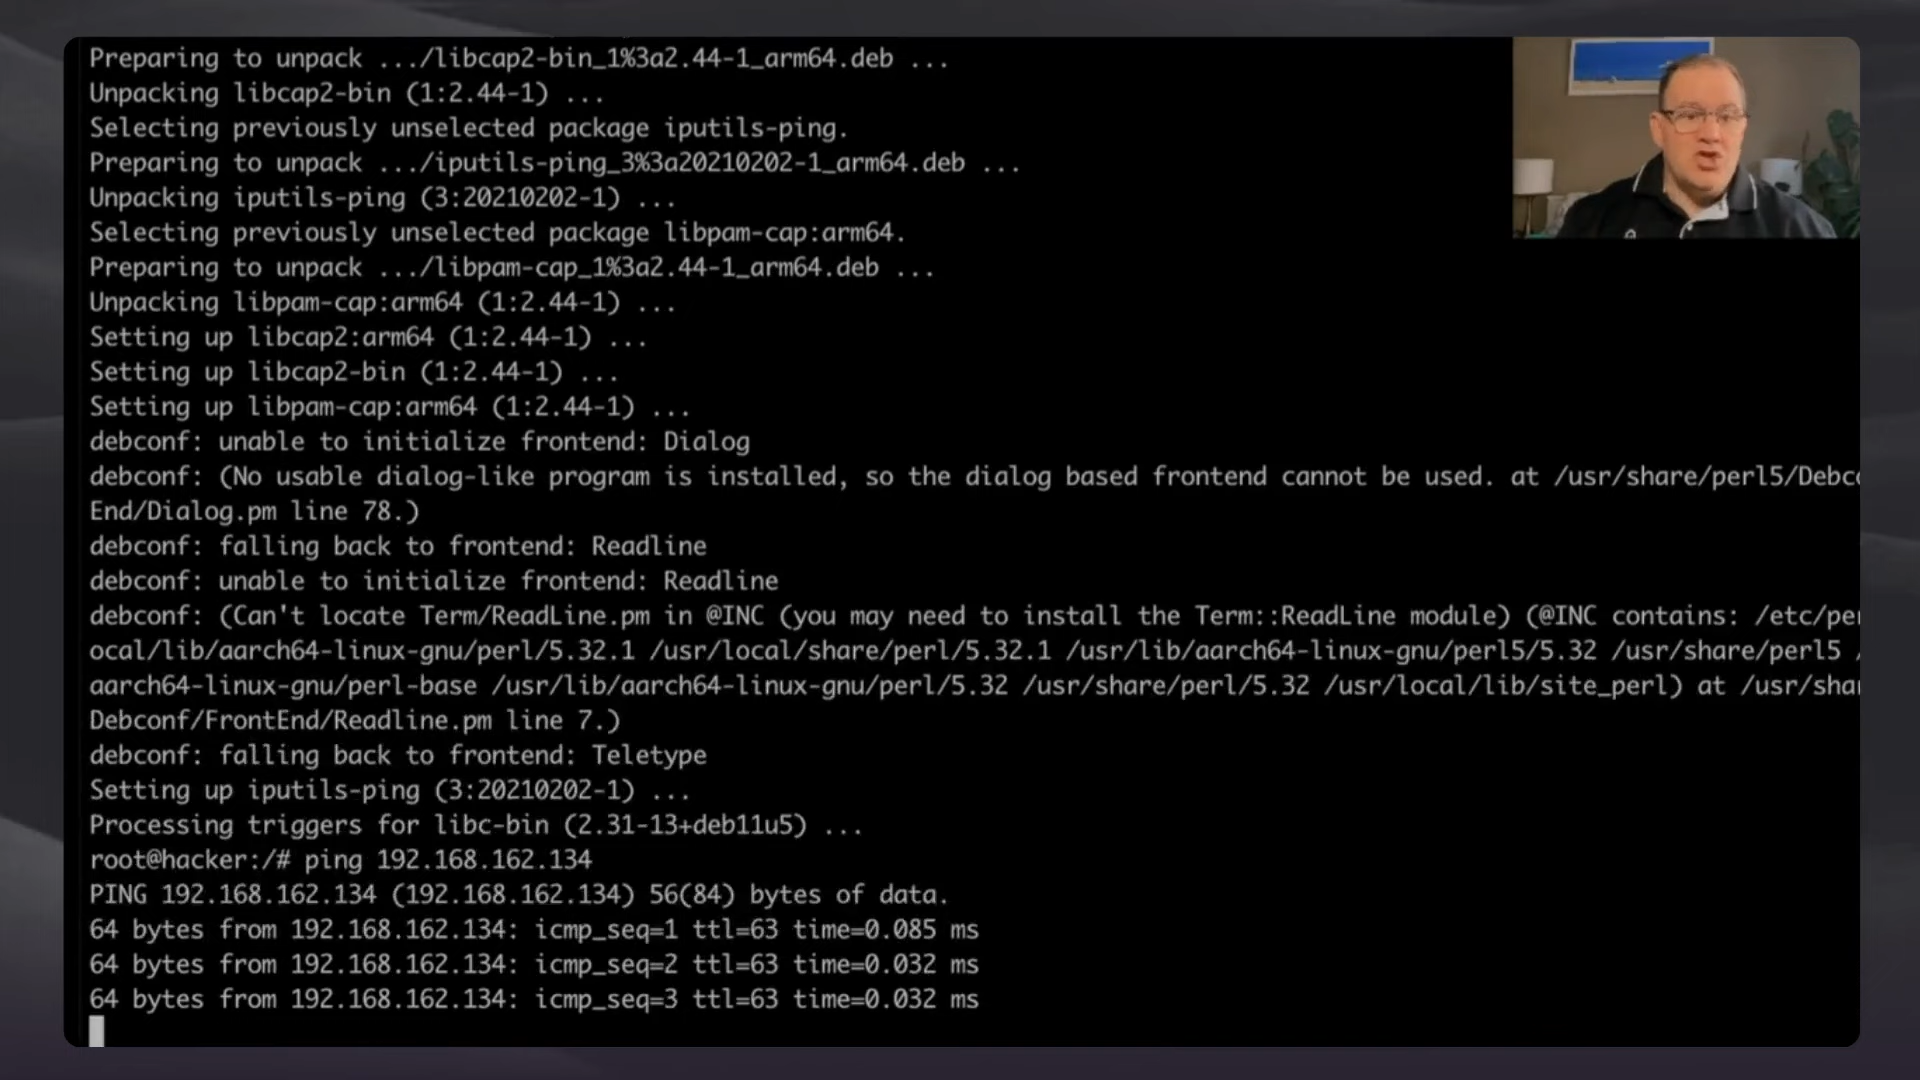 Preparing to unpack .../libcap2-bin_1%3a2.44-1_arm64.deb ...
Unpacking libcap2-bin (1:2.44-1) ...
Selecting previously unselected package iputils-ping.
Preparing to unpack .../iputils-ping_3%3a20210202-1_arm64.deb ...
Unpacking iputils-ping (3:20210202-1) ...
Selecting previously unselected package libpam-cap:arm64.
Preparing to unpack .../libpam-cap_1%3a2.44-1_arm64.deb ...
Unpacking libpam-cap:arm64 (1:2.44-1) ...
Setting up libcap2:arm64 (1:2.44-1) ...
Setting up libcap2-bin (1:2.44-1) ...
Setting up libpam-cap:arm64 (1:2.44-1) ...
debconf: unable to initialize frontend: Dialog
debconf: (No usable dialog-like program is installed, so the dialog based frontend cannot be used. at /usr/share/perl5/Debc
End/Dialog.pm line 78.)
debconf: falling back to frontend: Readline
debconf: unable to initialize frontend: Readline
debconf: (Can't locate Term/ReadLine.pm in @INC (you may need to install the Term::ReadLine module) (@INC contains: /etc/per
ocal/lib/aarch64-linux-gnu/perl/5.32.1 /usr/local/share/perl/5.32.1 /usr/lib/aarch64-linux-gnu/perl5/5.32 /usr/share/perl5 /
aarch64-linux-gnu/perl-base /usr/lib/aarch64-linux-gnu/perl/5.32 /usr/share/perl/5.32 /usr/local/lib/site_perl) at /usr/shar
Debconf/FrontEnd/Readline.pm line 7.)
debconf: falling back to frontend: Teletype
Setting up iputils-ping (3:20210202-1) ...
Processing triggers for libc-bin (2.31-13+deb11u5) ...
root@hacker:/# ping 192.168.162.134
PING 192.168.162.134 (192.168.162.134) 56(84) bytes of data.
64 bytes from 192.168.162.134: icmp_seq=1 ttl=63 time=0.085 ms
64 bytes from 192.168.162.134: icmp_seq=2 ttl=63 time=0.032 ms
64 bytes from 192.168.162.134: icmp_seq=3 ttl=63 time=0.032 ms